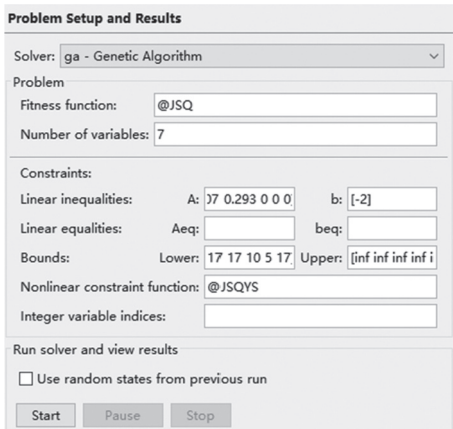 Problem Setup and Results
Solver: ga - Genetic Algorithm
Problem
Fitness function: @JSQ
Number of variables: 7
Constraints:
Linear inequalities: A: 07 0.293 0 0 0] b: [-2]
Linear equalities: Aeq: beq:
Bounds: Lower: 17 17 10 5 17] Upper: [inf inf inf inf i
Nonlinear constraint function: @JSQYS
Integer variable indices:
Run solver and view results
Use random states from previous run
Start Pause Stop